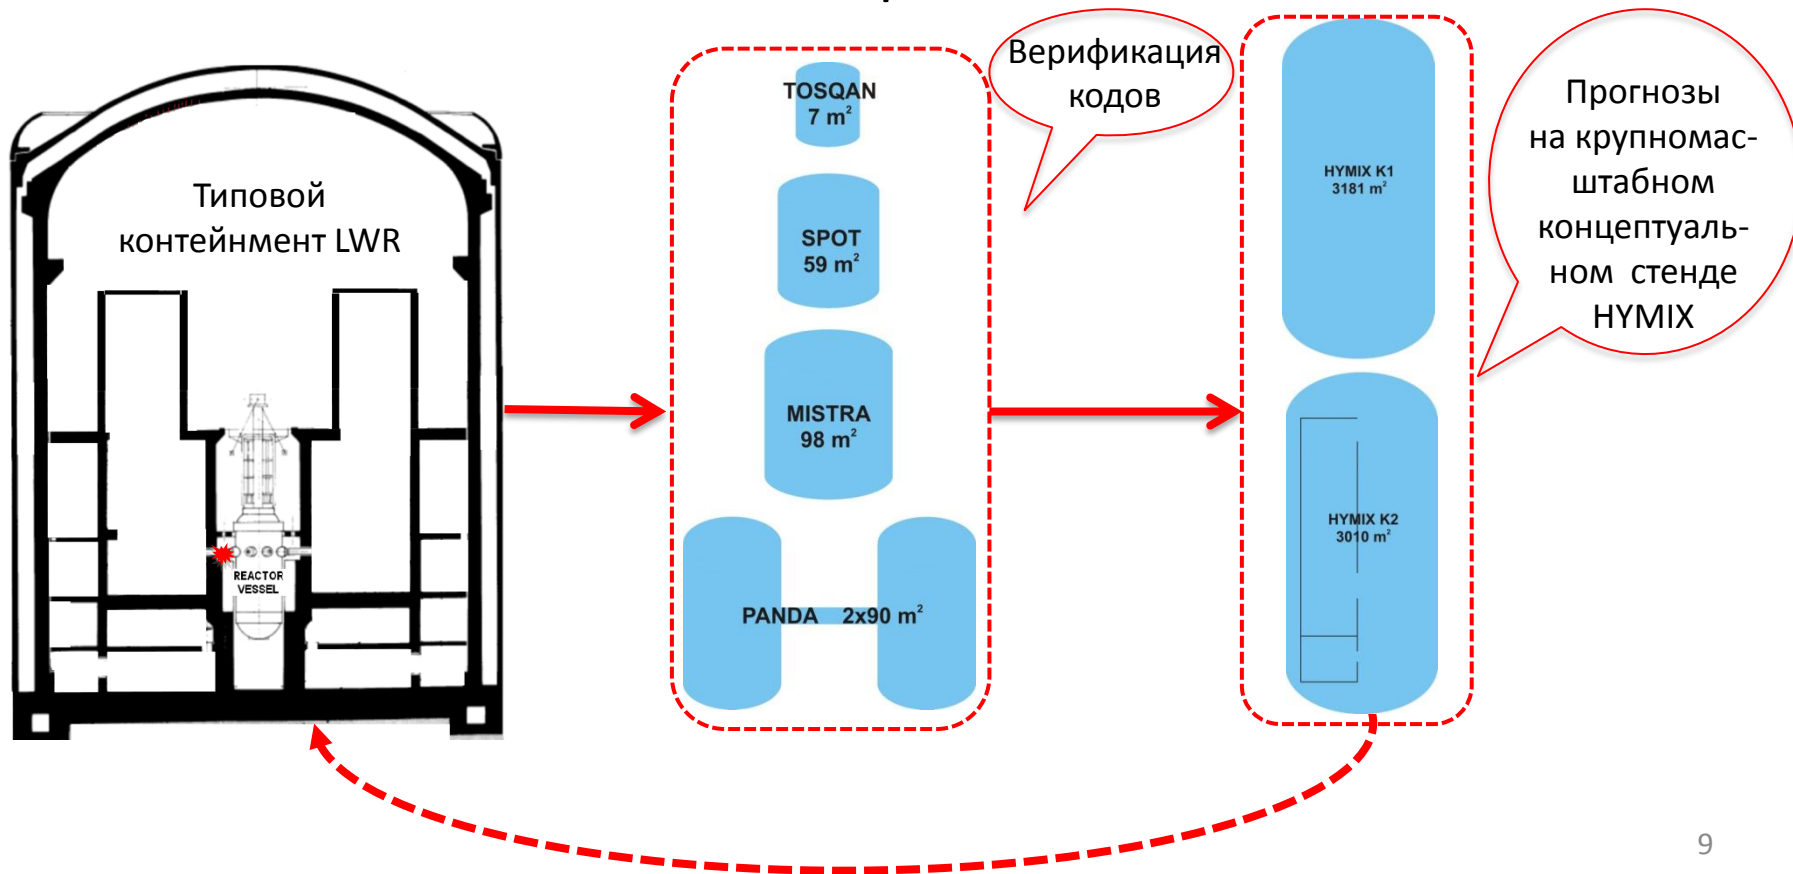 Типовой
контейнмент LWR
REACTOR
VESSEL
TOSQAN
7 m²
SPOT
59 m²
MISTRA
98 m²
PANDA 2x90 m²
Верификация
кодов
HYMIX K1
3181 m²
HYMIX K2
3010 m²
Прогнозы
на крупномас-
штабном
концептуаль-
ном стенде
HYMIX
9